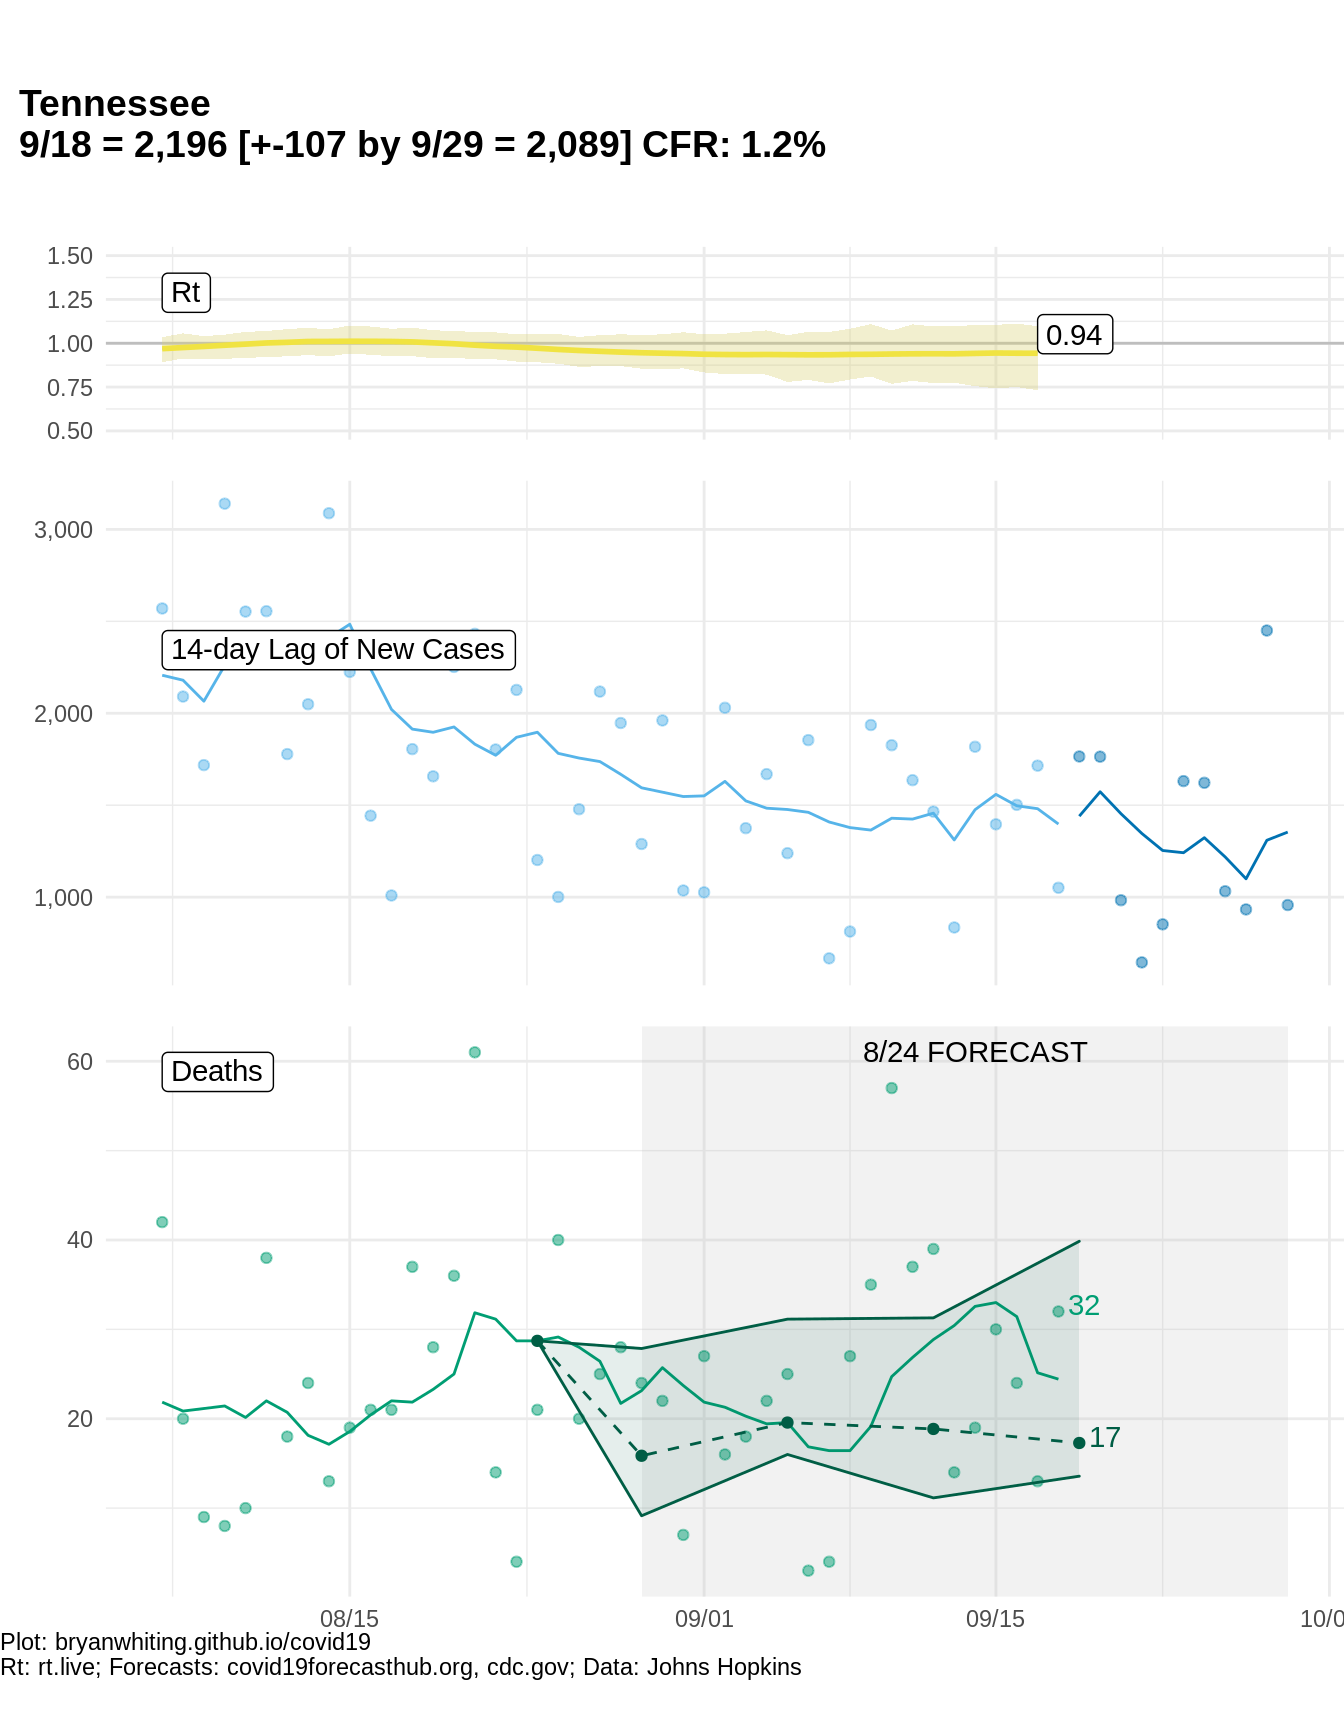 Tennessee
9/18 = 2,196 [+-107 by 9/29 = 2,089] CFR: 1.2%
1.50
1.25
1.00
0.75
0.50
Rt
0.94
3,000
2,000
1,000
14-day Lag of New Cases
60
40
20
Deaths
8/24 FORECAST
32
17
08/15
09/01
09/15
10/0
Plot: bryanwhiting.github.io/covid19
Rt: rt.live; Forecasts: covid19forecasthub.org, cdc.gov; Data: Johns Hopkins